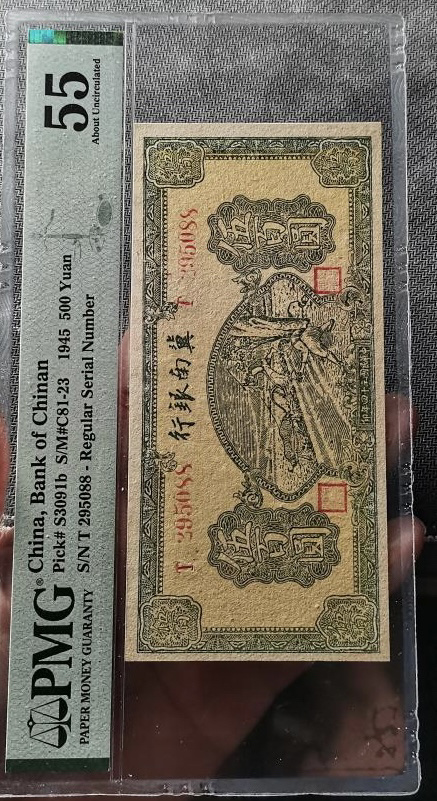 PMG®
PAPER MONEY GUARANTY
China, Bank of Chinan
Pick# S3091b S/M#C81-23 1945 500 Yuan
S/N T 295088 - Regular Serial Number
55
About Uncirculated
冀南銀行
T 295088
T 295088
伍百圓
伍百圓